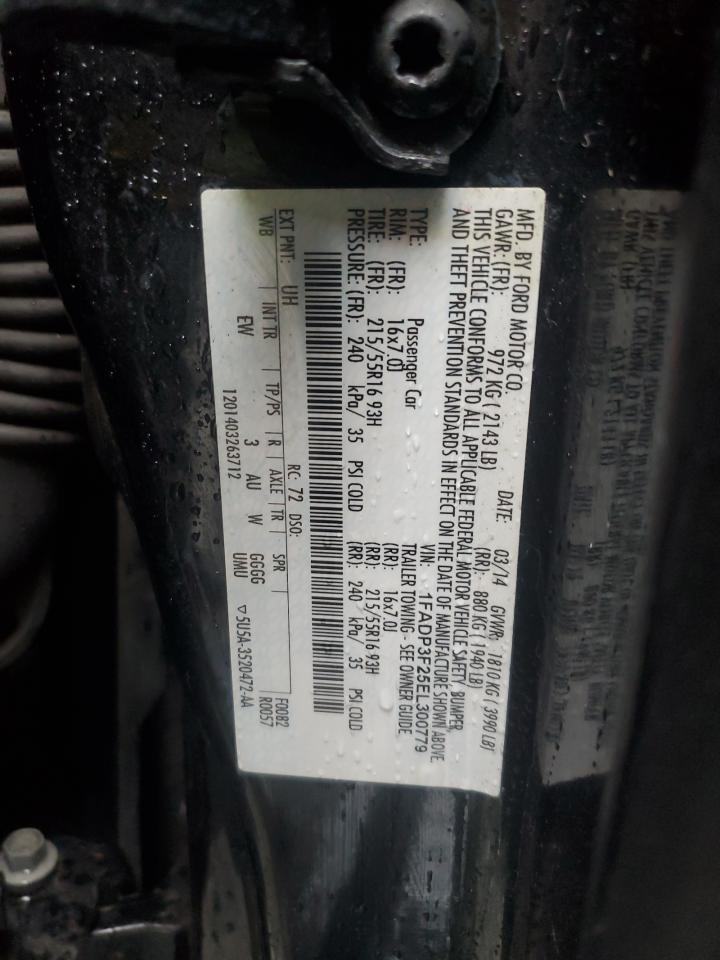 MFD. BY FORD MOTOR CO. DATE: 03/14 GVWR: 1810 KG ( 3990 LB)
GAWR: (FR): 972 KG ( 2143 LB) (RR): 880 KG ( 1940 LB)
THIS VEHICLE CONFORMS TO ALL APPLICABLE FEDERAL MOTOR VEHICLE SAFETY, BUMPER,
AND THEFT PREVENTION STANDARDS IN EFFECT ON THE DATE OF MANUFACTURE SHOWN ABOVE
VIN: 1FADP3F25EL300779
TYPE: Passenger Car TRAILER TOWING - SEE OWNER GUIDE
RIM: (FR): 16x7.0J (RR): 16x7.0J
TIRE: (FR): 215/55R16 93H (RR): 215/55R16 93H
PRESSURE: (FR): 240 kPa/ 35 PSI COLD (RR): 240 kPa/ 35 PSI COLD
EXT PNT: UH RC: 72 DSO: F0082
WB INT TR TP/PS R AXLE TR SPR R0057
EW 3 AU W GGGG
1201403263712 UMU ▽5U5A-3520472-AA